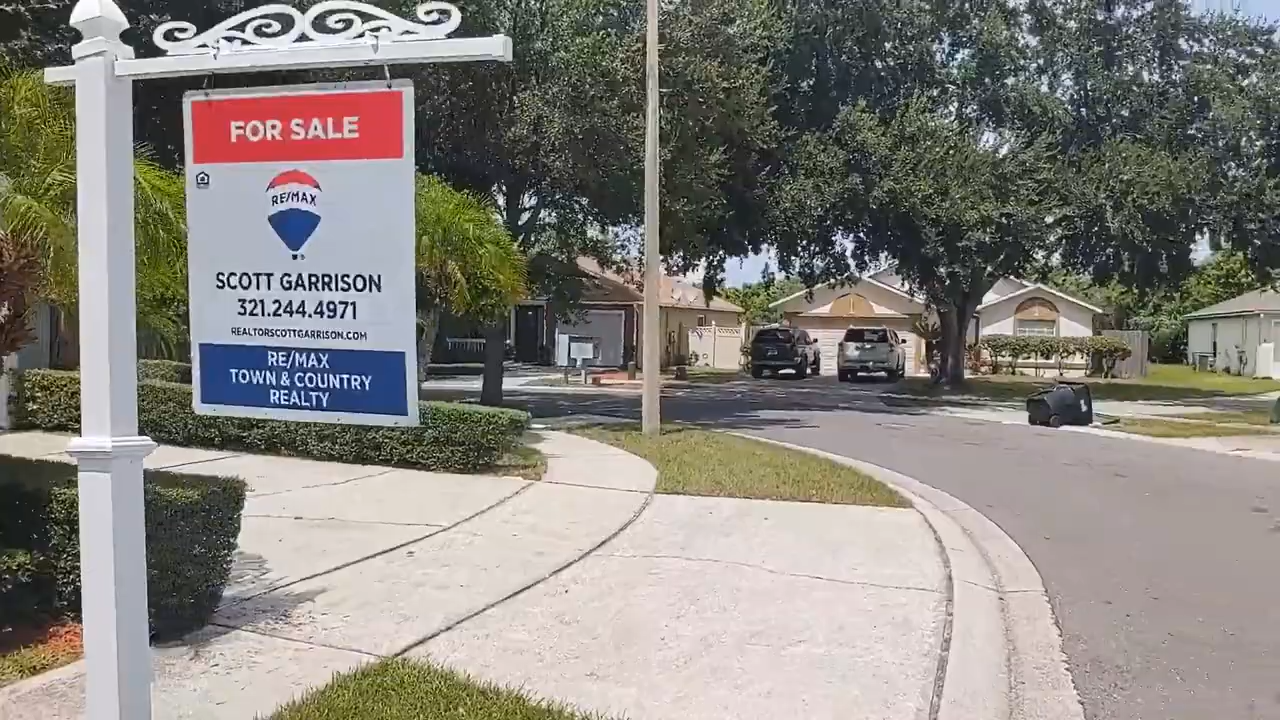 FOR SALE
RE/MAX
SCOTT GARRISON
321.244.4971
REALTORSCOTTGARRISON.COM
RE/MAX
TOWN & COUNTRY
REALTY